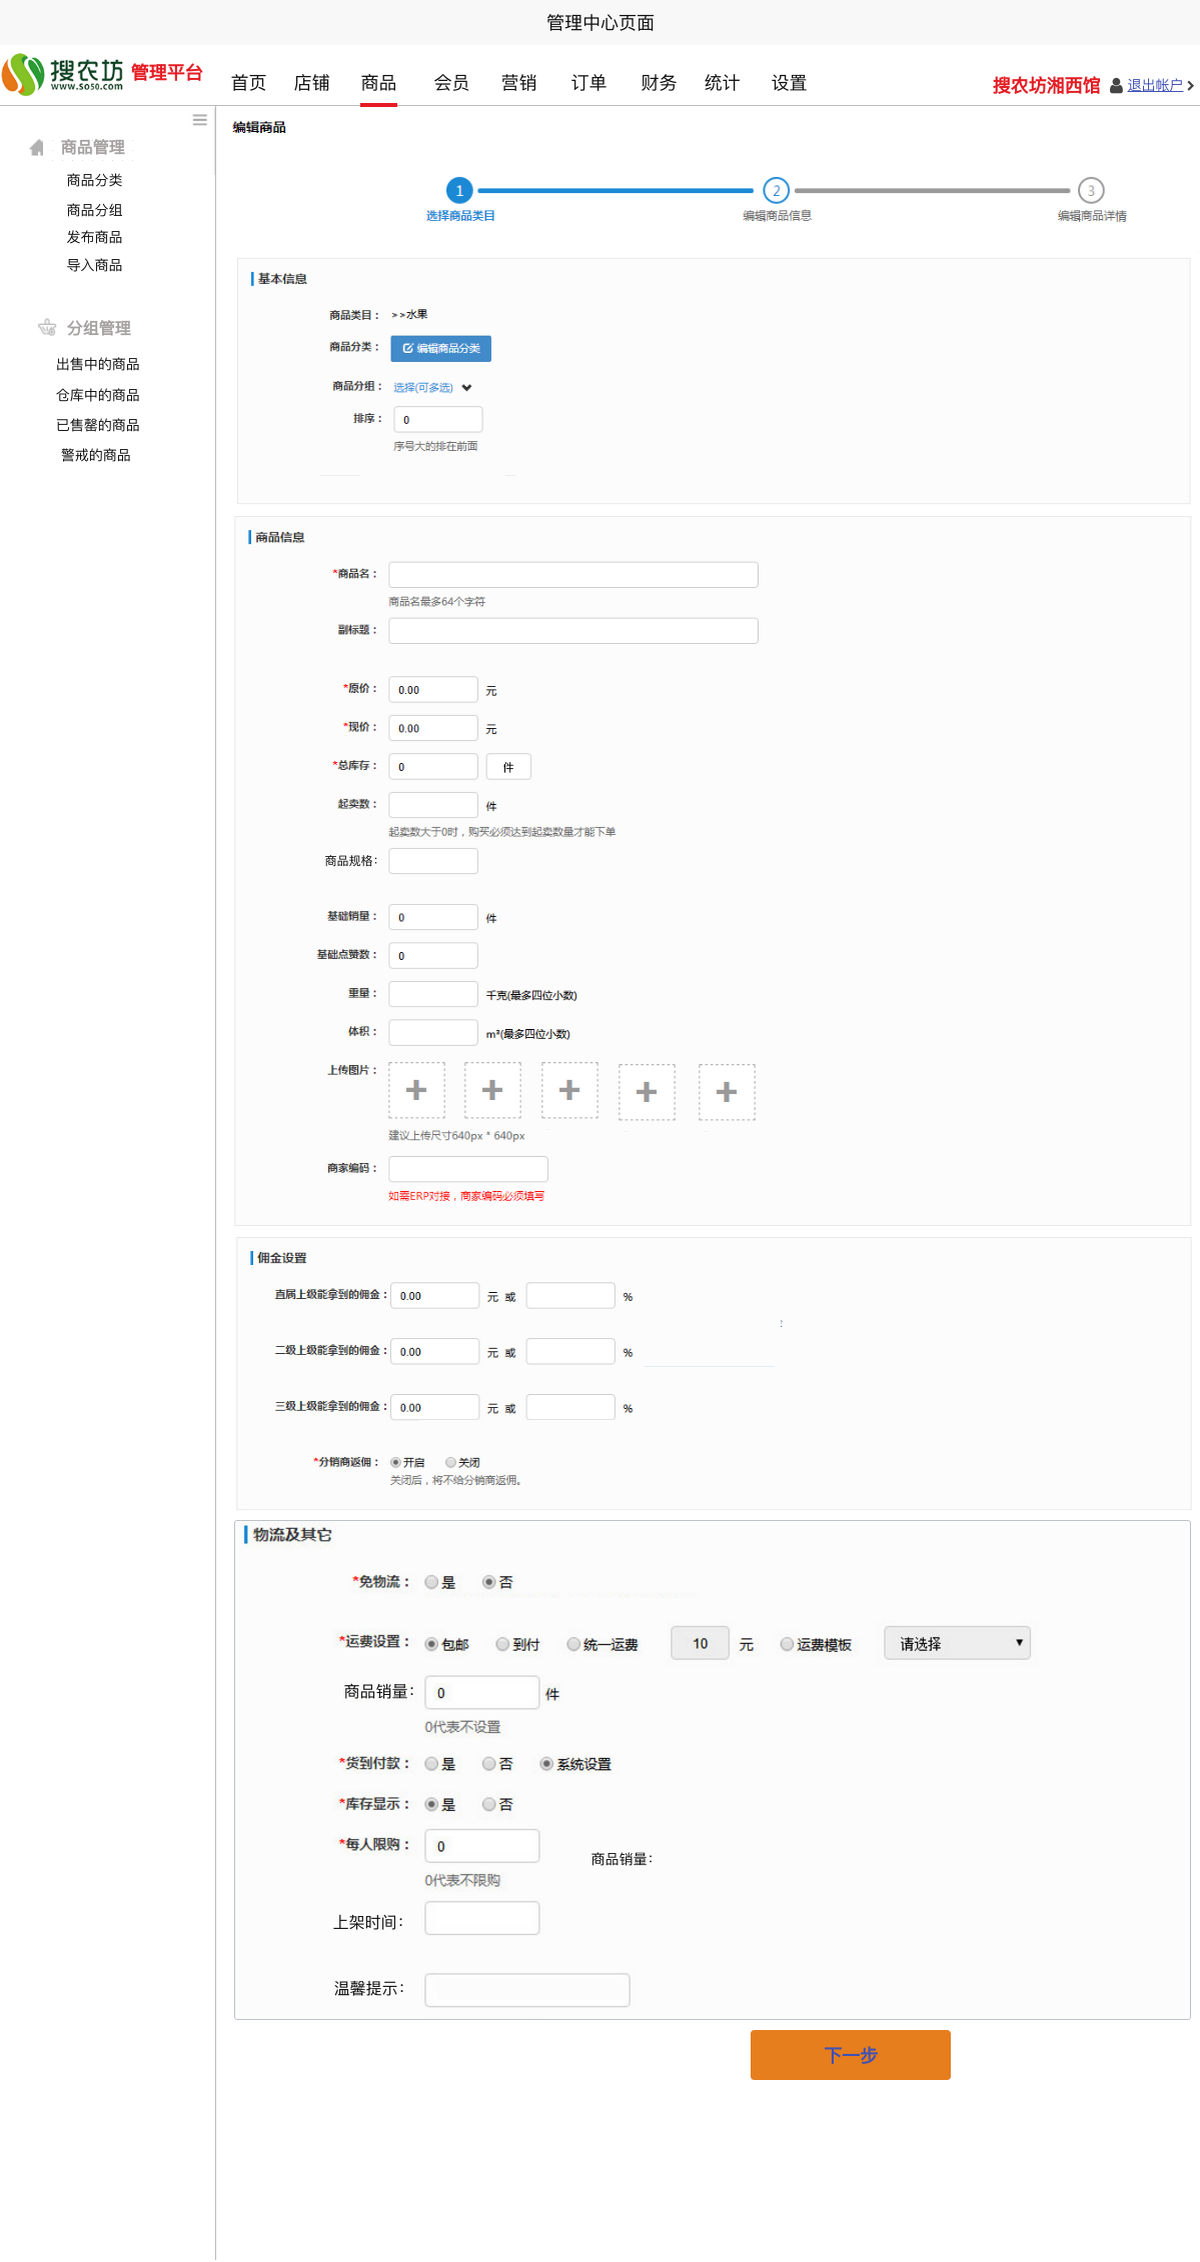 管理中心页面
搜农坊 管理平台 首页 店铺 商品 会员 营销 订单 财务 统计 设置 搜农坊湘西馆 退出帐户
www.soso.com
编辑商品
商品管理
商品分类
商品分组
发布商品
导入商品
分组管理
出售中的商品
仓库中的商品
已售罄的商品
警戒的商品
1 2 3
选择商品类目 编辑商品信息 编辑商品详情
基本信息
商品类目： >>水果
商品分类： 编辑商品分类
商品分组： 选择(可多选)
排序： 0
序号大的排在前面
商品信息
*商品名：
商品名最多64个字符
副标题：
*原价： 0.00 元
*现价： 0.00 元
*总库存： 0 件
起卖数： 件
起卖数大于0时，购买必须达到起卖数量才能下单
商品规格:
基础销量： 0 件
基础点赞数： 0
重量： 千克(最多四位小数)
体积： m³(最多四位小数)
上传图片：
建议上传尺寸640px * 640px
商家编码：
如需ERP对接，商家编码必须填写
佣金设置
直属上级能拿到的佣金： 0.00 元 或 %
二级上级能拿到的佣金： 0.00 元 或 %
三级上级能拿到的佣金： 0.00 元 或 %
*分销商返佣： 开启 关闭
关闭后，将不给分销商返佣。
物流及其它
*免物流： 是 否
*运费设置： 包邮 到付 统一运费 10 元 运费模板 请选择
商品销量: 0 件
0代表不设置
*货到付款： 是 否 系统设置
*库存显示： 是 否
*每人限购： 0 商品销量:
0代表不限购
上架时间:
温馨提示:
下一步